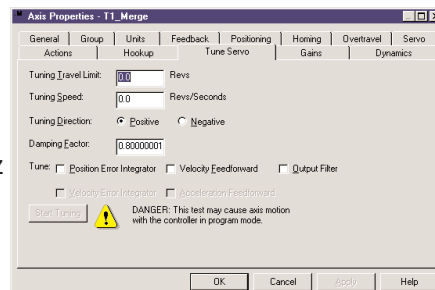 Axis Properties - T1_Merge
General Group Units Feedback Positioning Homing Overtravel Servo
Actions Hookup Tune Servo Gains Dynamics
Tuning Travel Limit: 0.0 Revs
Tuning Speed: 0.0 Revs/Seconds
Tuning Direction: Positive Negative
Damping Factor: 0.80000001
Z
Tune: Position Error Integrator Velocity Feedforward Output Filter
Velocity Error Integrator Acceleration Feedforward
Start Tuning DANGER: This test may cause axis motion
with the controller in program mode.
OK Cancel Apply Help